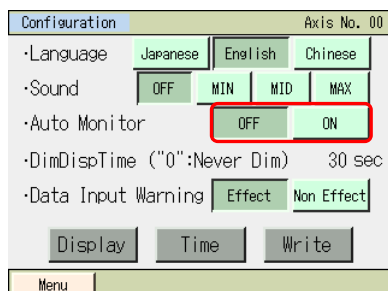 Configuration Axis No. 00
·Language Japanese English Chinese
·Sound OFF MIN MID MAX
·Auto Monitor OFF ON
·DimDispTime ("0":Never Dim) 30 sec
·Data Input Warning Effect Non Effect
Display Time Write
Menu